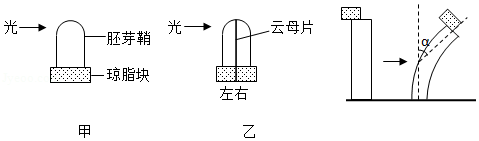 光 胚芽鞘 琼脂块 甲
光 云母片 左右 乙
α